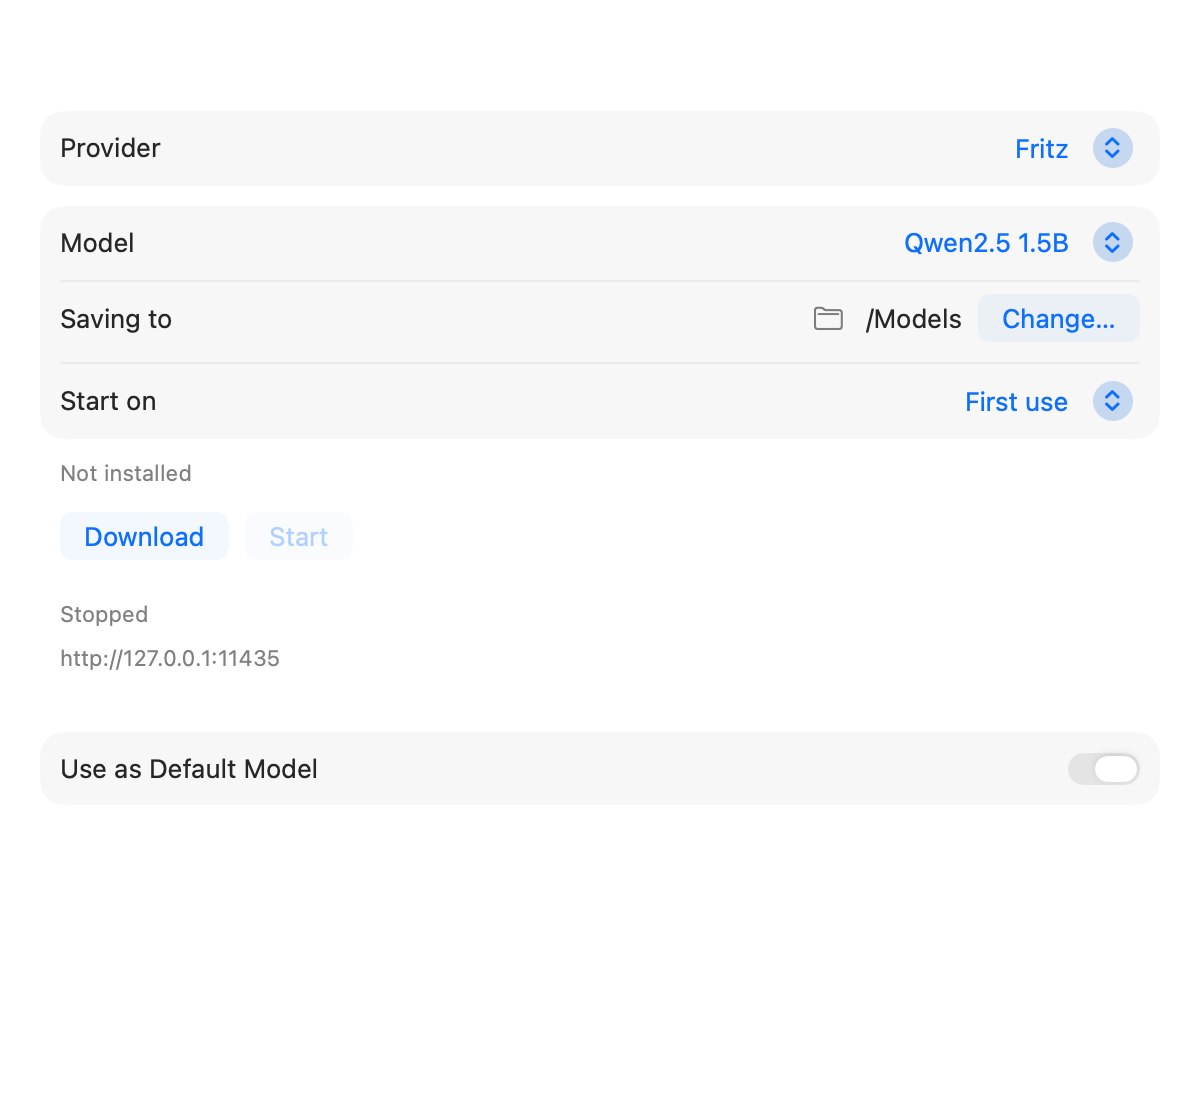 Provider Fritz
Model Qwen2.5 1.5B
Saving to /Models Change...
Start on First use
Not installed
Download Start
Stopped
http://127.0.0.1:11435
Use as Default Model